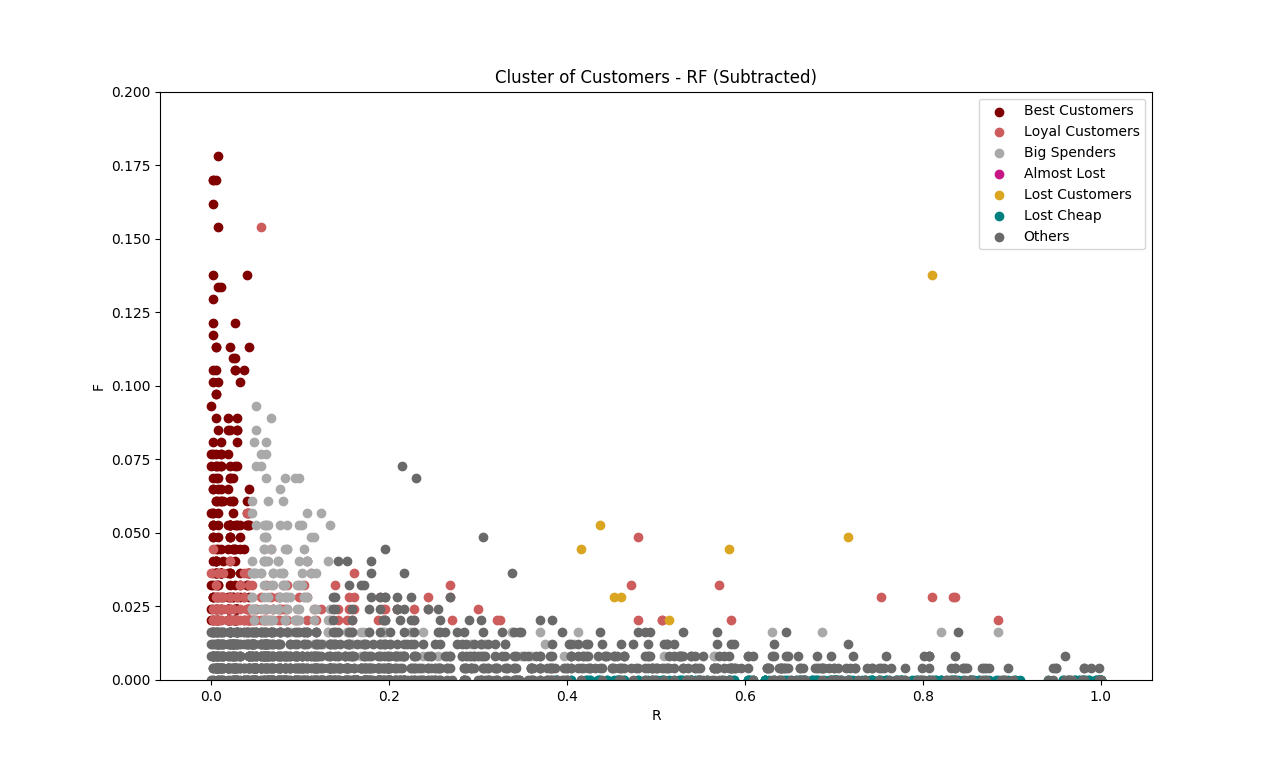 Cluster of Customers - RF (Subtracted)
0.200
0.175
0.150
0.125
0.100
0.075
0.050
0.025
0.000
F
Best Customers
Loyal Customers
Big Spenders
Almost Lost
Lost Customers
Lost Cheap
Others
0.0 0.2 0.4 0.6 0.8 1.0
R